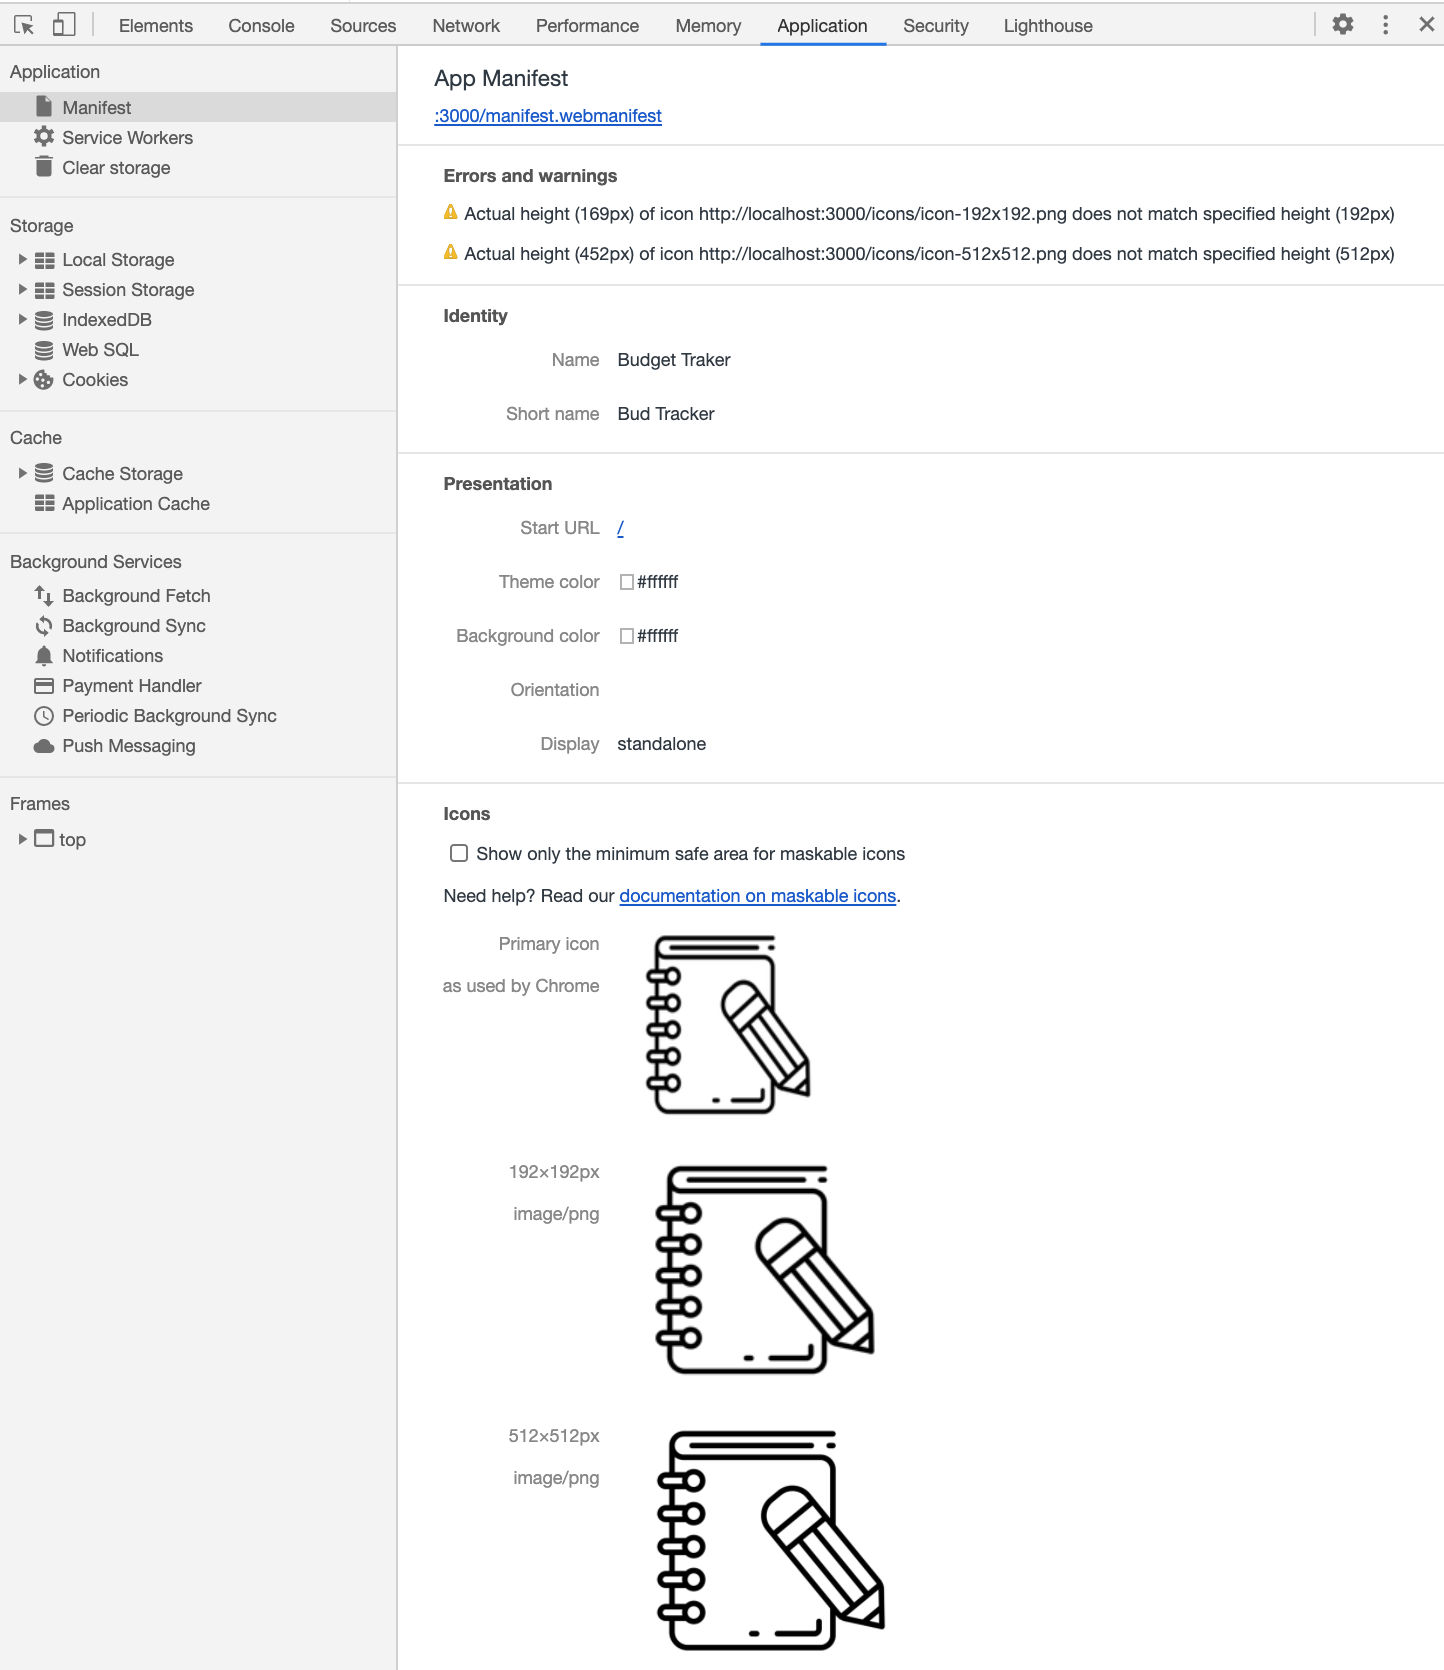 Elements Console Sources Network Performance Memory Application Security Lighthouse
Application
Manifest
Service Workers
Clear storage
Storage
Local Storage
Session Storage
IndexedDB
Web SQL
Cookies
Cache
Cache Storage
Application Cache
Background Services
Background Fetch
Background Sync
Notifications
Payment Handler
Periodic Background Sync
Push Messaging
Frames
top
App Manifest
:3000/manifest.webmanifest
Errors and warnings
Actual height (169px) of icon http://localhost:3000/icons/icon-192x192.png does not match specified height (192px)
Actual height (452px) of icon http://localhost:3000/icons/icon-512x512.png does not match specified height (512px)
Identity
Name Budget Traker
Short name Bud Tracker
Presentation
Start URL /
Theme color #ffffff
Background color #ffffff
Orientation
Display standalone
Icons
Show only the minimum safe area for maskable icons
Need help? Read our documentation on maskable icons.
Primary icon
as used by Chrome
192×192px
image/png
512×512px
image/png